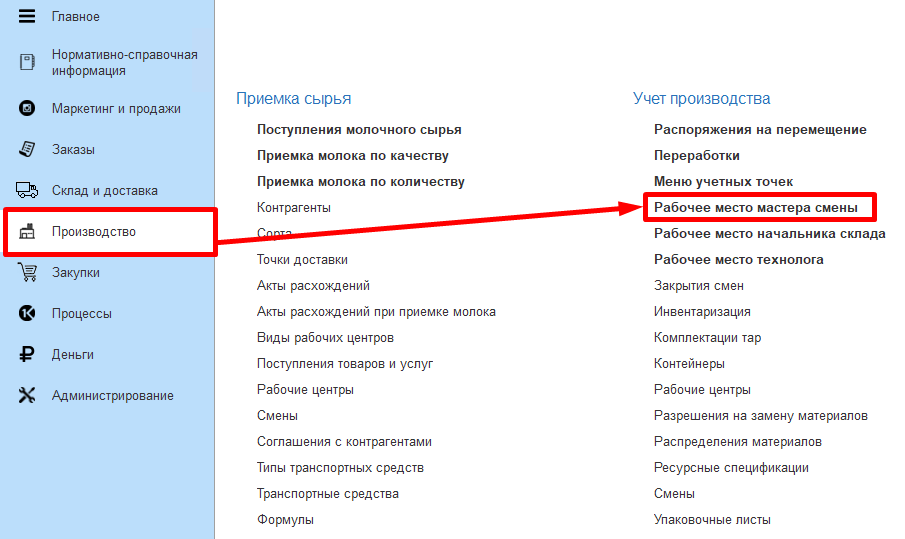 Главное
Нормативно-справочная
информация
Маркетинг и продажи
Заказы
Склад и доставка
Производство
Закупки
Процессы
Деньги
Администрирование
Приемка сырья
Поступления молочного сырья
Приемка молока по качеству
Приемка молока по количеству
Контрагенты
Сорта
Точки доставки
Акты расхождений
Акты расхождений при приемке молока
Виды рабочих центров
Поступления товаров и услуг
Рабочие центры
Смены
Соглашения с контрагентами
Типы транспортных средств
Транспортные средства
Формулы
Учет производства
Распоряжения на перемещение
Переработки
Меню учетных точек
Рабочее место мастера смены
Рабочее место начальника склада
Рабочее место технолога
Закрытия смен
Инвентаризация
Комплектации тар
Контейнеры
Рабочие центры
Разрешения на замену материалов
Распределения материалов
Ресурсные спецификации
Смены
Упаковочные листы